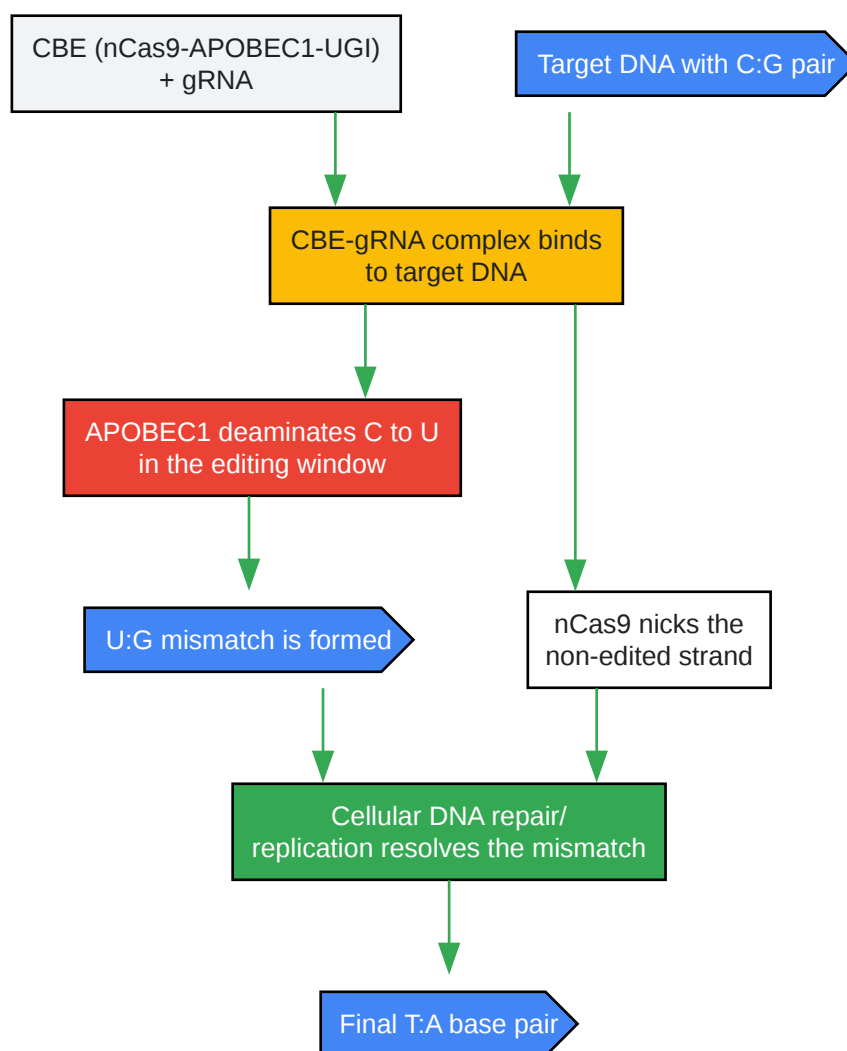 CBE (nCas9-APOBEC1-UGI)
+ gRNA
Target DNA with C:G pair
CBE-gRNA complex binds
to target DNA
APOBEC1 deaminates C to U
in the editing window
U:G mismatch is formed
nCas9 nicks the
non-edited strand
Cellular DNA repair/
replication resolves the mismatch
Final T:A base pair